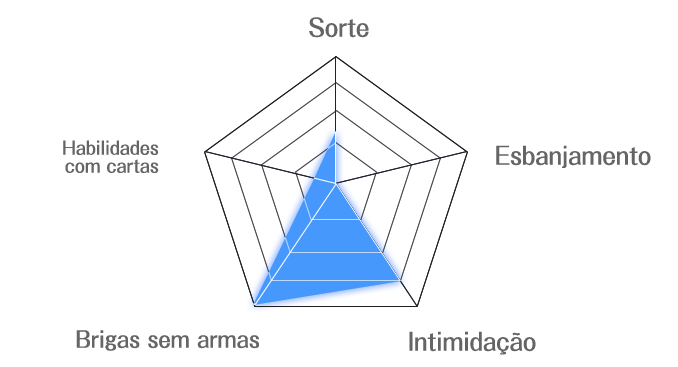 Sorte
Habilidades
com cartas
Esbanjamento
Brigas sem armas
Intimidação